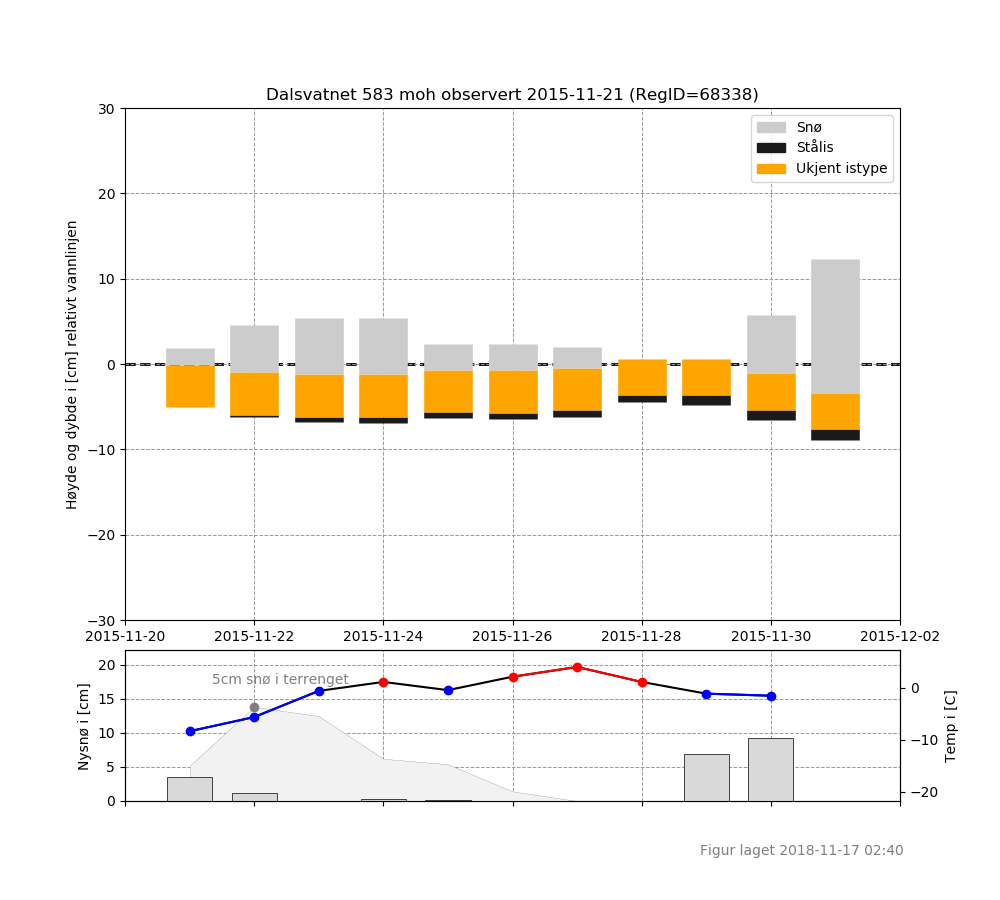 Dalsvatnet 583 moh observert 2015-11-21 (RegID=68338)
Snø
Stålis
Ukjent istype
Høyde og dybde i [cm] relativt vannlinjen
30
20
10
0
−10
−20
−30
2015-11-20 2015-11-22 2015-11-24 2015-11-26 2015-11-28 2015-11-30 2015-12-02
Nysnø i [cm]
20
15
10
5
0
5cm snø i terrenget
0
−10
−20
Temp i [C]
Figur laget 2018-11-17 02:40